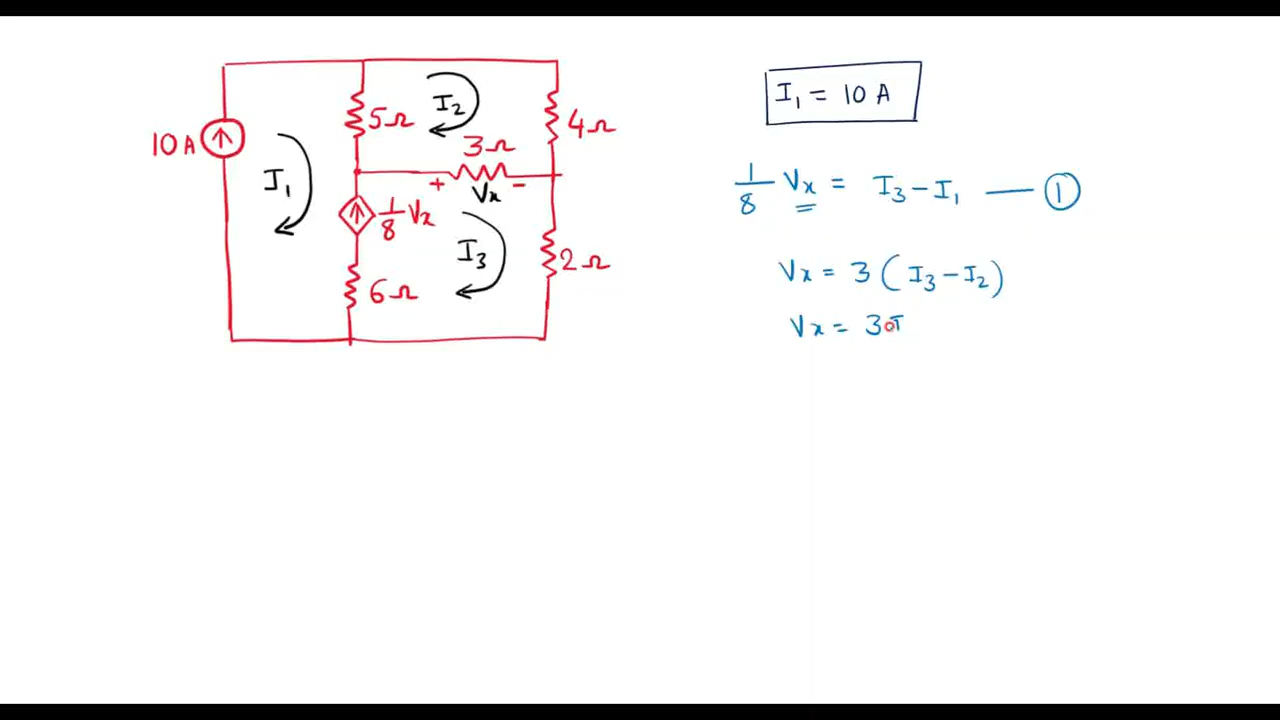 I₁ = 10 A
I₂
5Ω
4Ω
10A
3Ω
I₁
+ Vx -
1/8 Vx = I₃ - I₁ — ①
1/8 Vx
I₃
2Ω
6Ω
Vx = 3 ( I₃ - I₂ )
Vx = 3